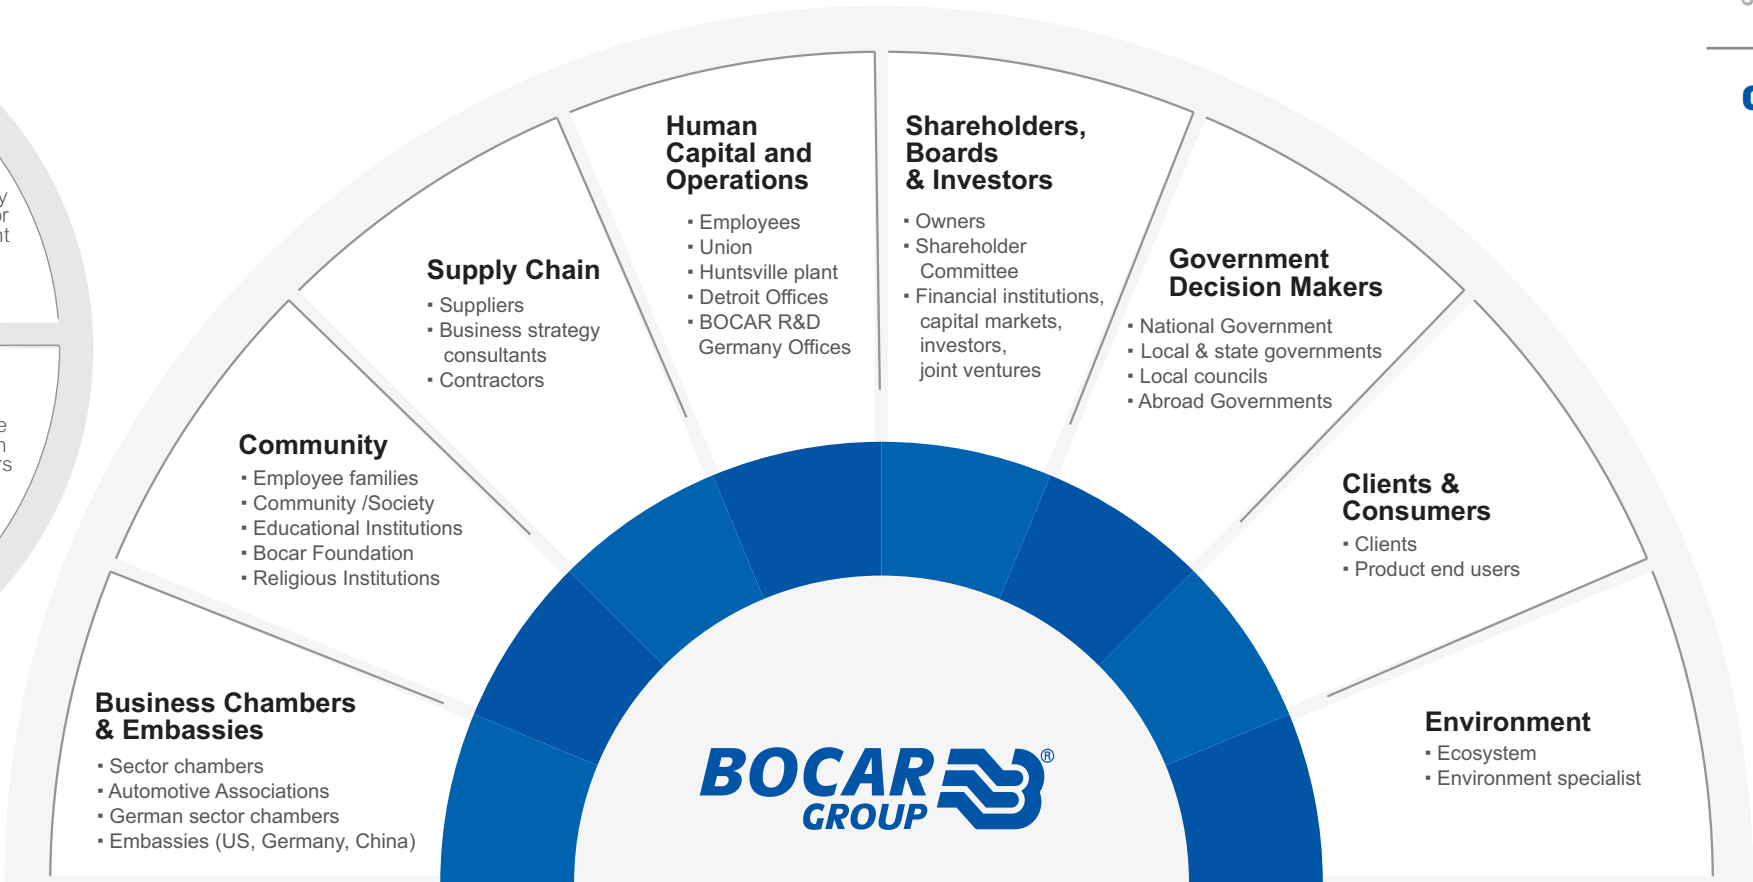 Human
Capital and
Operations
▪ Employees
▪ Union
▪ Huntsville plant
▪ Detroit Offices
▪ BOCAR R&D
Germany Offices
Shareholders,
Boards
& Investors
▪ Owners
▪ Shareholder
Committee
▪ Financial institutions,
capital markets,
investors,
joint ventures
Supply Chain
▪ Suppliers
▪ Business strategy
consultants
▪ Contractors
Government
Decision Makers
▪ National Government
▪ Local & state governments
▪ Local councils
▪ Abroad Governments
Community
▪ Employee families
▪ Community /Society
▪ Educational Institutions
▪ Bocar Foundation
▪ Religious Institutions
Clients &
Consumers
▪ Clients
▪ Product end users
Business Chambers
& Embassies
▪ Sector chambers
▪ Automotive Associations
▪ German sector chambers
▪ Embassies (US, Germany, China)
Environment
▪ Ecosystem
▪ Environment specialist
BOCAR
GROUP
®